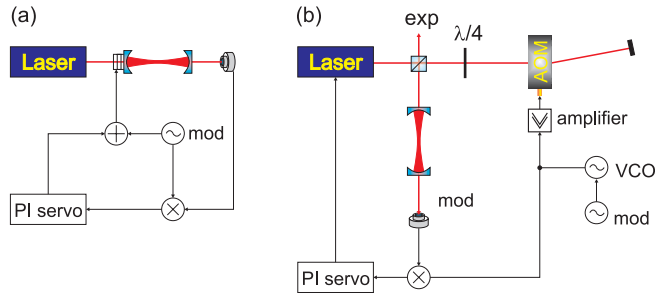 (a)
Laser
mod
PI servo
(b)
exp
λ/4
Laser
AOM
amplifier
VCO
mod
mod
PI servo